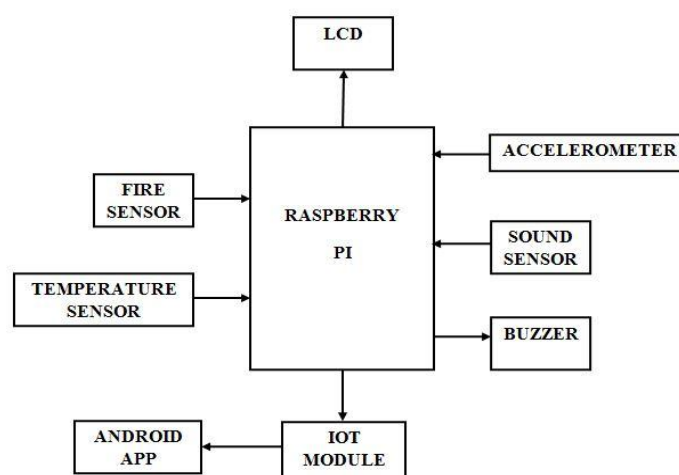 LCD
ACCELEROMETER
FIRE
SENSOR
RASPBERRY
PI
SOUND
SENSOR
TEMPERATURE
SENSOR
BUZZER
ANDROID
APP
IOT
MODULE